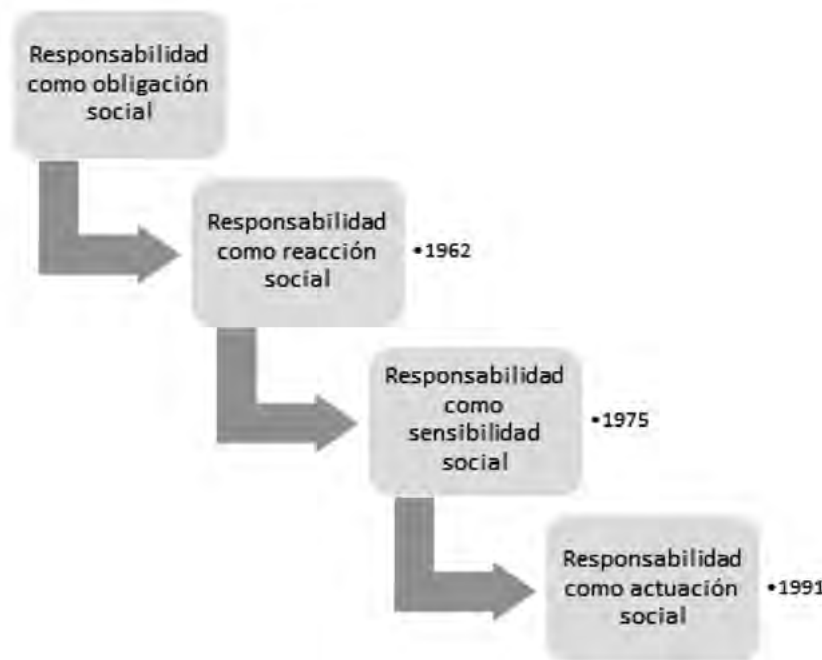 Responsabilidad
como obligación
social
Responsabilidad
como reacción
social
•1962
Responsabilidad
como
sensibilidad
social
•1975
Responsabilidad
como actuación
social
•1991